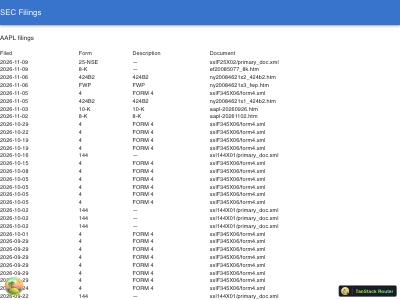 SEC Filings
AAPL filings
Filed Form Description Document
2026-11-09 25-NSE — xslF25X02/primary_doc.xml
2026-11-09 8-K — ef20085077_8k.htm
2026-11-06 424B2 424B2 ny20084621x2_424b2.htm
2026-11-06 FWP FWP ny20084621x3_fwp.htm
2026-11-05 4 FORM 4 xslF345X06/form4.xml
2026-11-05 424B2 424B2 ny20084621x1_424b2.htm
2026-11-03 10-K 10-K aapl-20260926.htm
2026-11-02 8-K 8-K aapl-20261102.htm
2026-10-29 4 FORM 4 xslF345X06/form4.xml
2026-10-22 4 FORM 4 xslF345X06/form4.xml
2026-10-19 4 FORM 4 xslF345X06/form4.xml
2026-10-19 4 FORM 4 xslF345X06/form4.xml
2026-10-16 144 — xsl144X01/primary_doc.xml
2026-10-15 4 FORM 4 xslF345X06/form4.xml
2026-10-08 4 FORM 4 xslF345X06/form4.xml
2026-10-05 4 FORM 4 xslF345X06/form4.xml
2026-10-05 4 FORM 4 xslF345X06/form4.xml
2026-10-05 4 FORM 4 xslF345X06/form4.xml
2026-10-05 4 FORM 4 xslF345X06/form4.xml
2026-10-02 144 — xsl144X01/primary_doc.xml
2026-10-02 144 — xsl144X01/primary_doc.xml
2026-10-02 144 — xsl144X01/primary_doc.xml
2026-10-01 4 FORM 4 xslF345X06/form4.xml
2026-09-29 4 FORM 4 xslF345X06/form4.xml
2026-09-29 4 FORM 4 xslF345X06/form4.xml
2026-09-29 4 FORM 4 xslF345X06/form4.xml
2026-09-29 4 FORM 4 xslF345X06/form4.xml
2026-09-29 4 FORM 4 xslF345X06/form4.xml
4 FORM 4 xslF345X06/form4.xml
4 FORM 4 xslF345X06/form4.xml
144 — xsl144X01/primary_doc.xml
TanStack Router